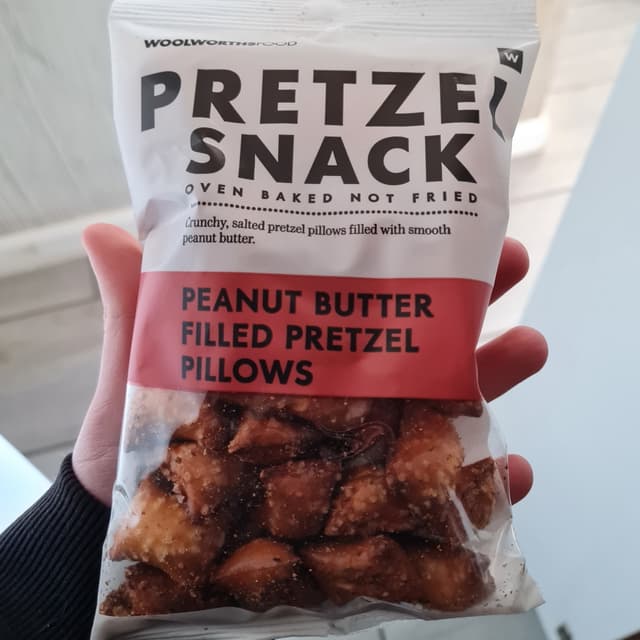 WOOLWORTHSFOOD
W
PRETZEL
SNACK
OVEN BAKED NOT FRIED
Crunchy, salted pretzel pillows filled with smooth
peanut butter.
PEANUT BUTTER
FILLED PRETZEL
PILLOWS